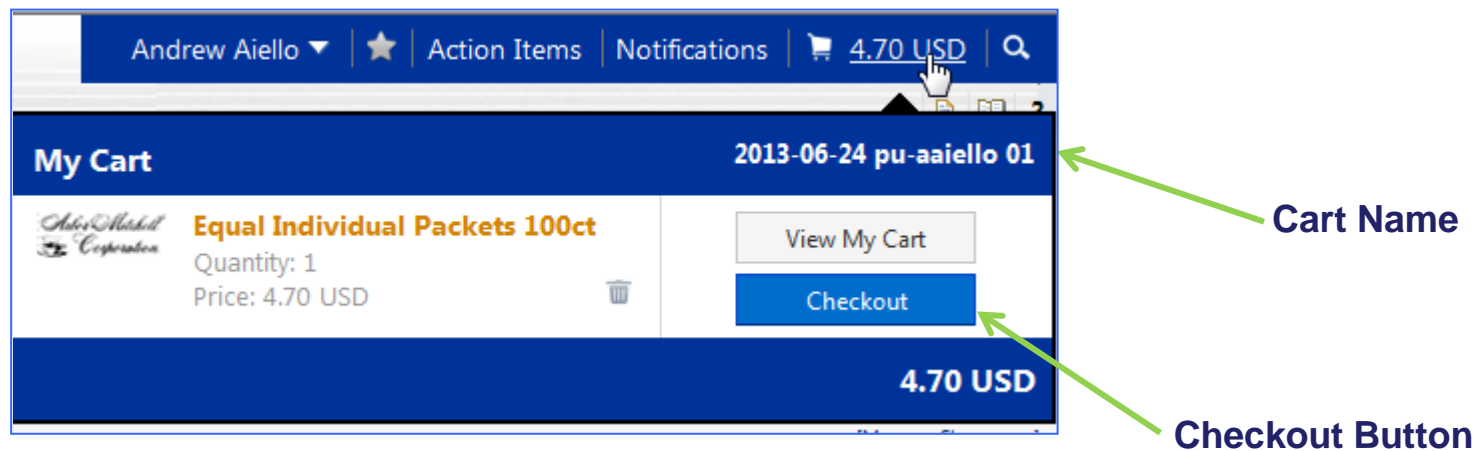 Andrew Aiello
Action Items
Notifications
4.70 USD
?
My Cart
2013-06-24 pu-aaiello 01
Cart Name
Corporation
Equal Individual Packets 100ct
Quantity: 1
Price: 4.70 USD
View My Cart
Checkout
4.70 USD
Checkout Button